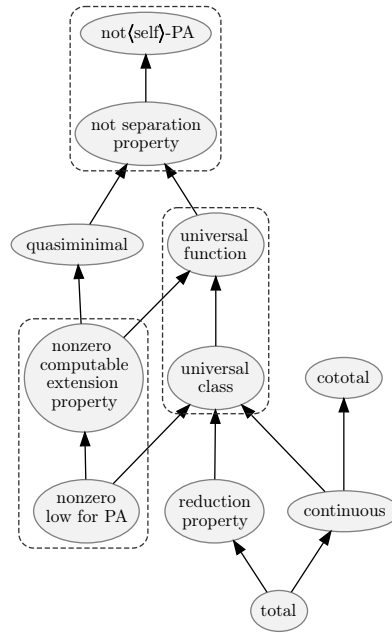 not⟨self⟩-PA
not separation
property
quasiminimal
universal
function
nonzero
computable
extension
property
universal
class
cototal
nonzero
low for PA
reduction
property
continuous
total